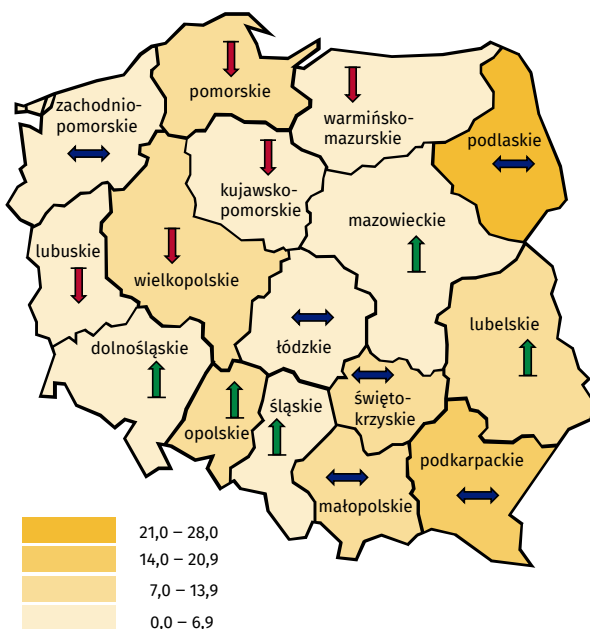 pomorskie
zachodnio-
pomorskie
warmińsko-
mazurskie
podlaskie
kujawsko-
pomorskie
mazowieckie
lubuskie
wielkopolskie
lubelskie
dolnośląskie
łódzkie
śląskie
święto-
krzyskie
opolskie
podkarpackie
małopolskie
21,0 – 28,0
14,0 – 20,9
7,0 – 13,9
0,0 – 6,9